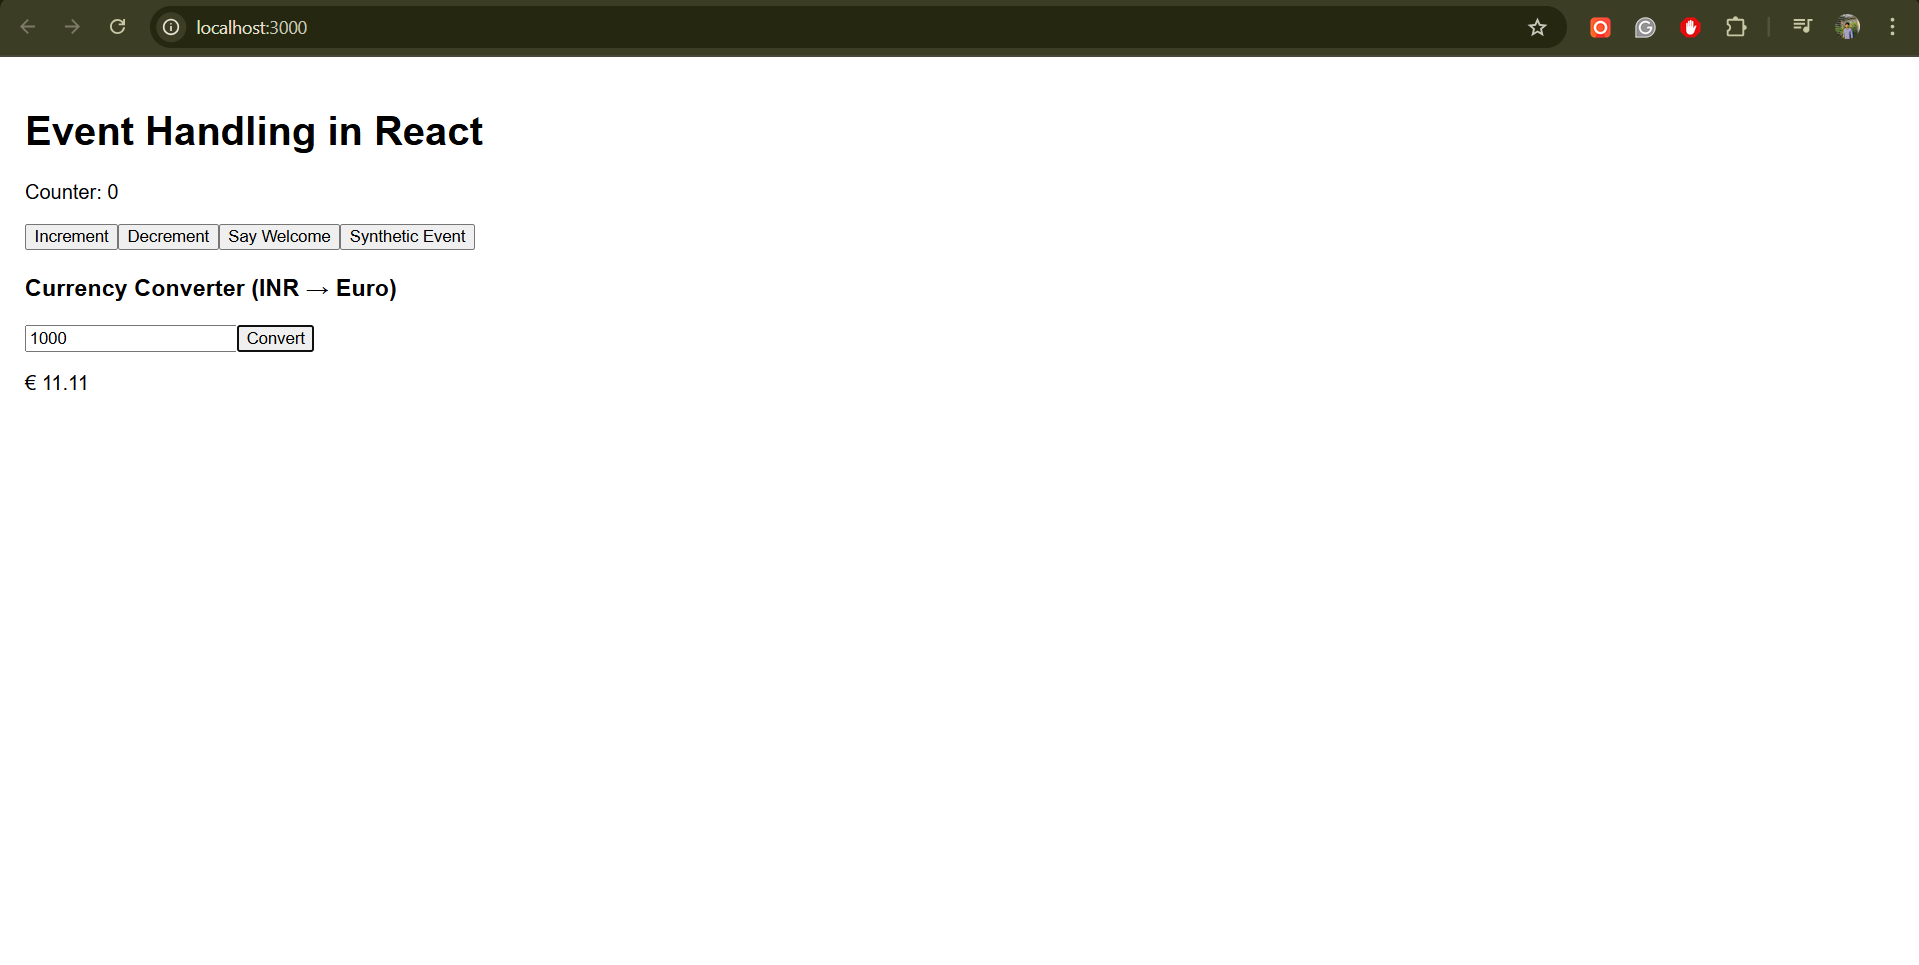 localhost:3000
Event Handling in React
Counter: 0
Increment Decrement Say Welcome Synthetic Event
Currency Converter (INR → Euro)
1000 Convert
€ 11.11